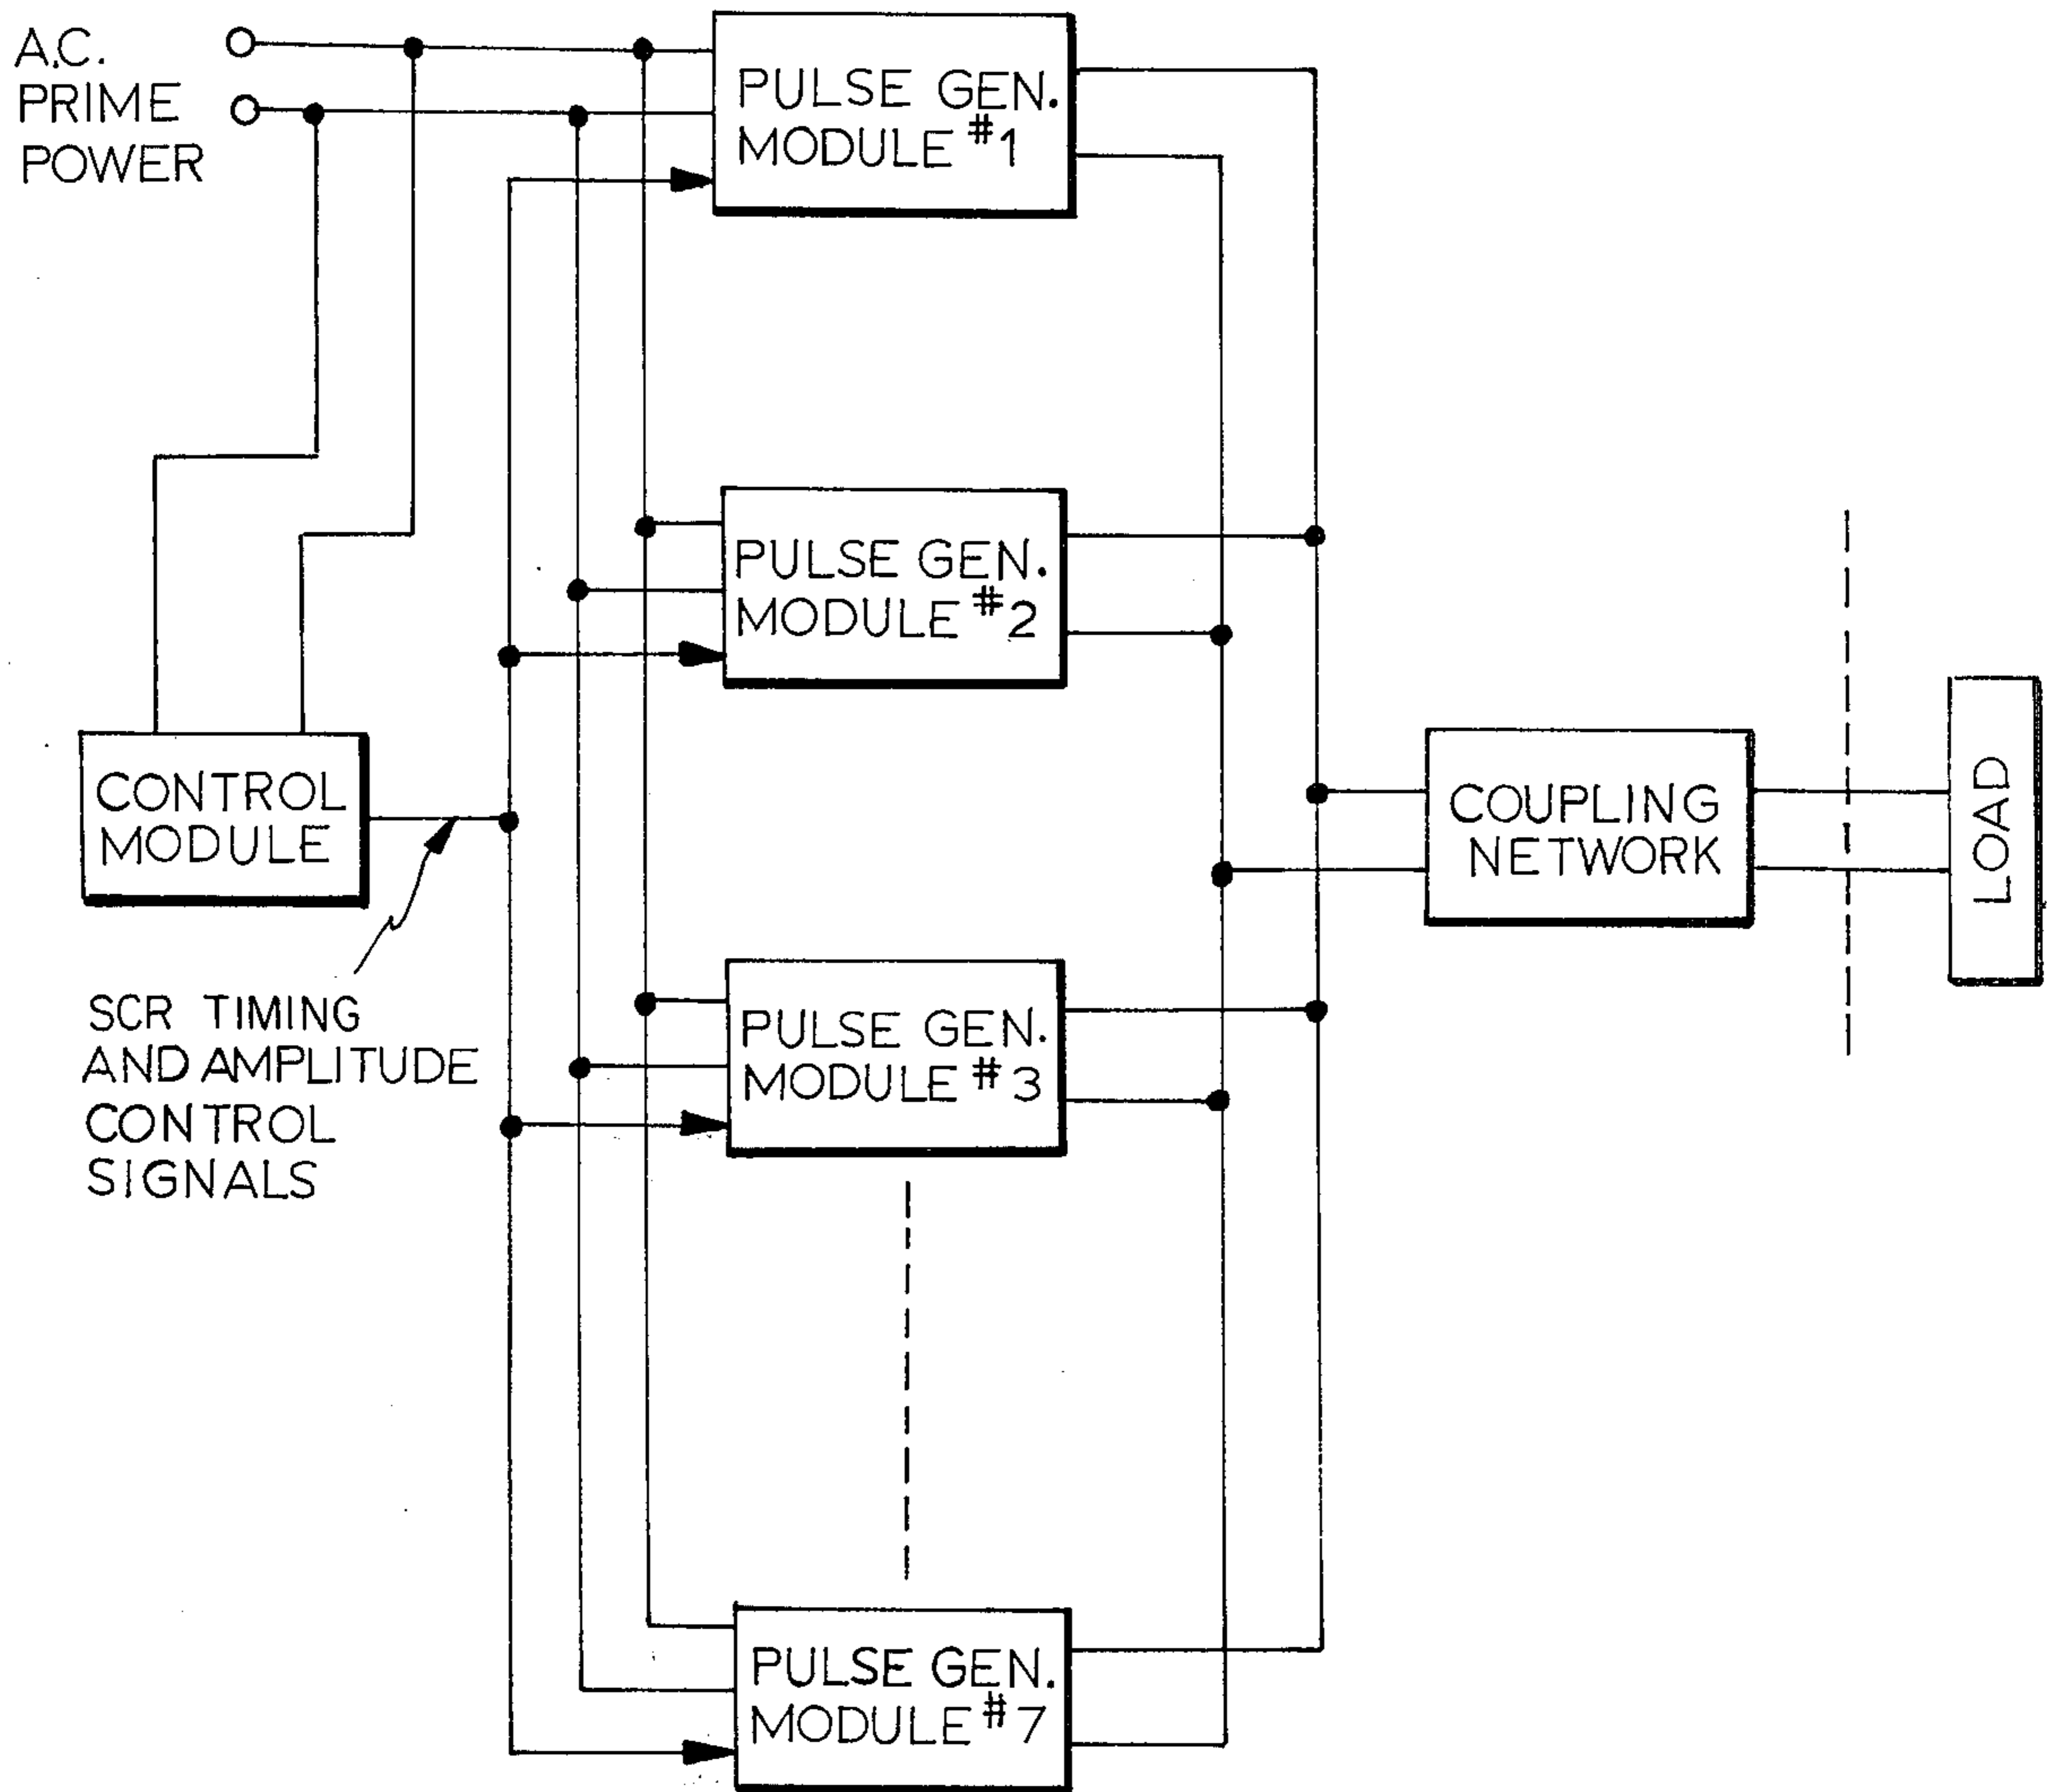 A.C.
PRIME
POWER
PULSE GEN.
MODULE #1
PULSE GEN.
MODULE #2
CONTROL
MODULE
COUPLING
NETWORK
LOAD
SCR TIMING
AND AMPLITUDE
CONTROL
SIGNALS
PULSE GEN.
MODULE #3
PULSE GEN.
MODULE #7